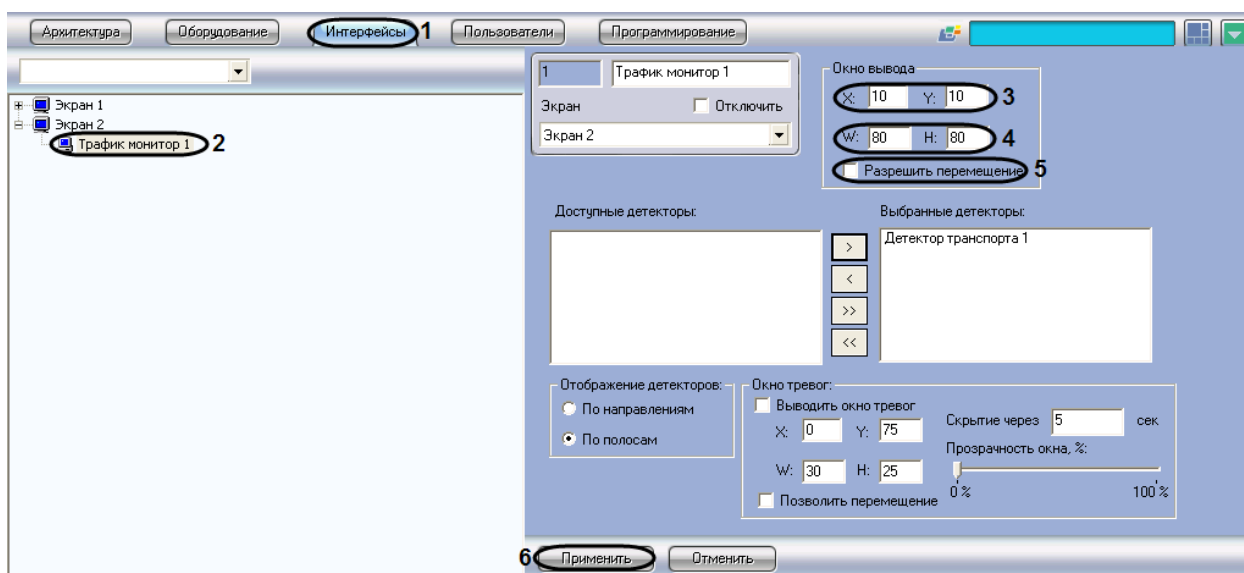 Архитектура Оборудование Интерфейсы 1 Пользователи Программирование
Экран 1
Экран 2
Трафик монитор 1 2
1 Трафик монитор 1
Экран Отключить
Экран 2
Окно вывода
X: 10 Y: 10 3
W: 80 H: 80 4
Разрешить перемещение 5
Доступные детекторы:
Выбранные детекторы:
Детектор транспорта 1
>
<
>>
<<
Отображение детекторов:
По направлениям
По полосам
Окно тревог:
Выводить окно тревог
X: 0 Y: 75
W: 30 H: 25
Позволить перемещение
Скрытие через 5 сек
Прозрачность окна, %:
0 % 100 %
6 Применить Отменить